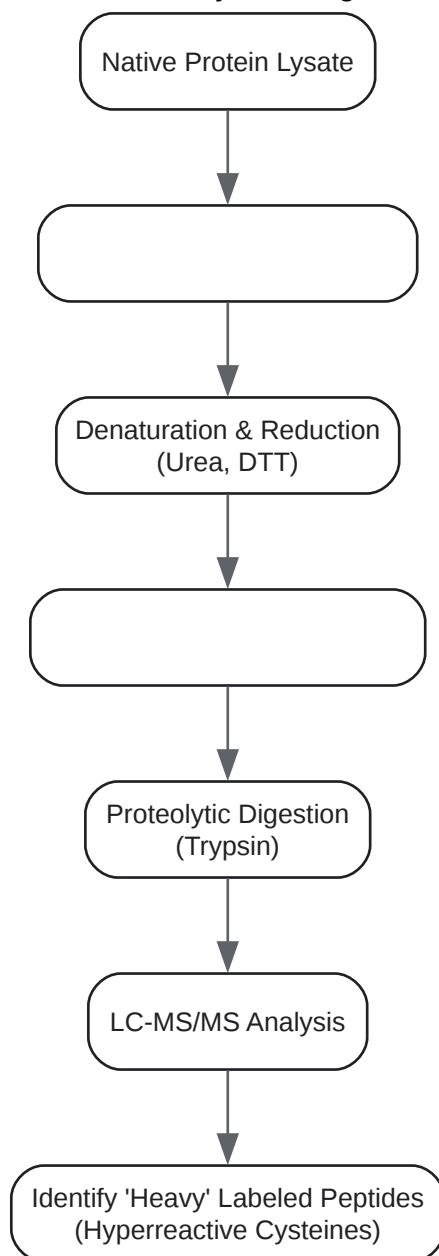 Native Protein Lysate
Denaturation & Reduction
(Urea, DTT)
Proteolytic Digestion
(Trypsin)
LC-MS/MS Analysis
Identify 'Heavy' Labeled Peptides
(Hyperreactive Cysteines)